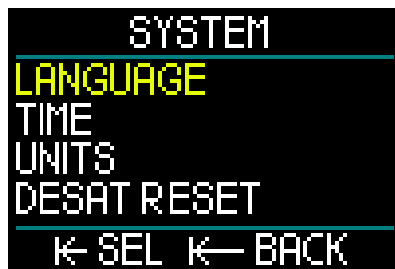 SYSTEM
LANGUAGE
TIME
UNITS
DESAT RESET
SEL BACK